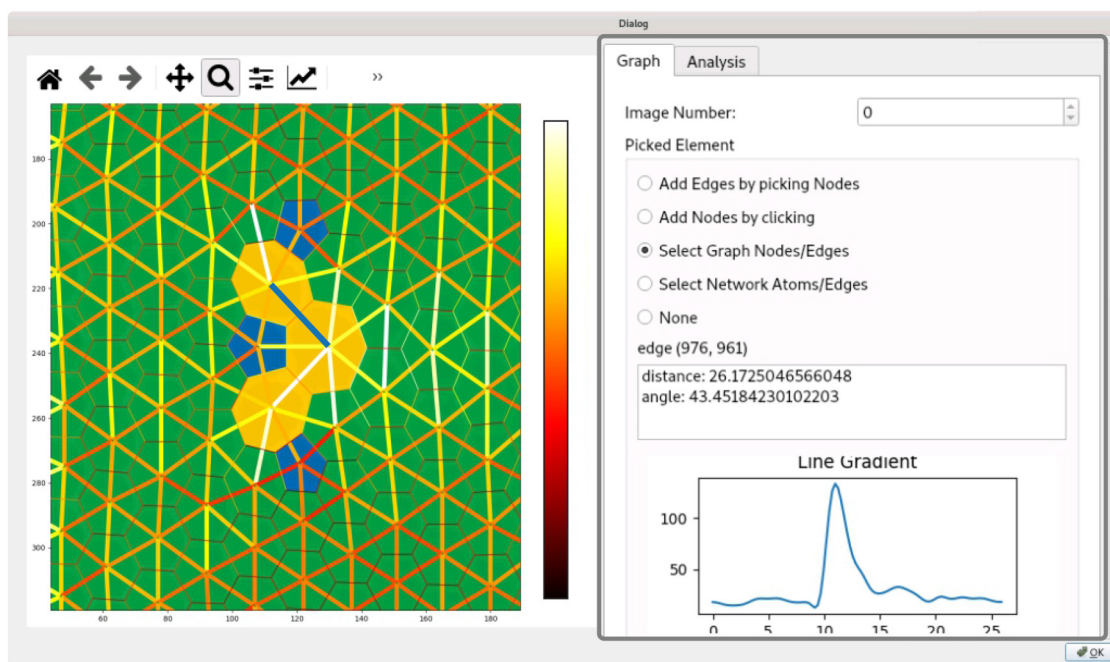 Dialog
Graph
Analysis
Image Number:
0
Picked Element
Add Edges by picking Nodes
Add Nodes by clicking
Select Graph Nodes/Edges
Select Network Atoms/Edges
None
edge (976, 961)
distance: 26.1725046566048
angle: 43.45184230102203
Line Gradient
100
50
0 5 10 15 20 25
180
200
220
240
260
280
300
60 80 100 120 140 160 180
OK